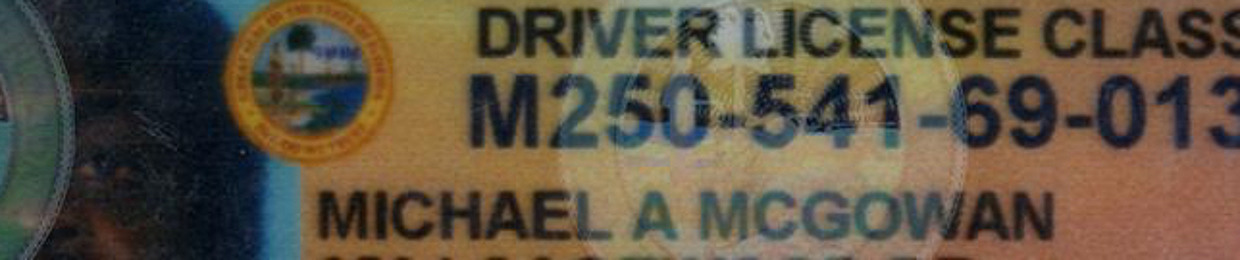 DRIVER LICENSE CLASS
M250-541-69-013
MICHAEL A MCGOWAN